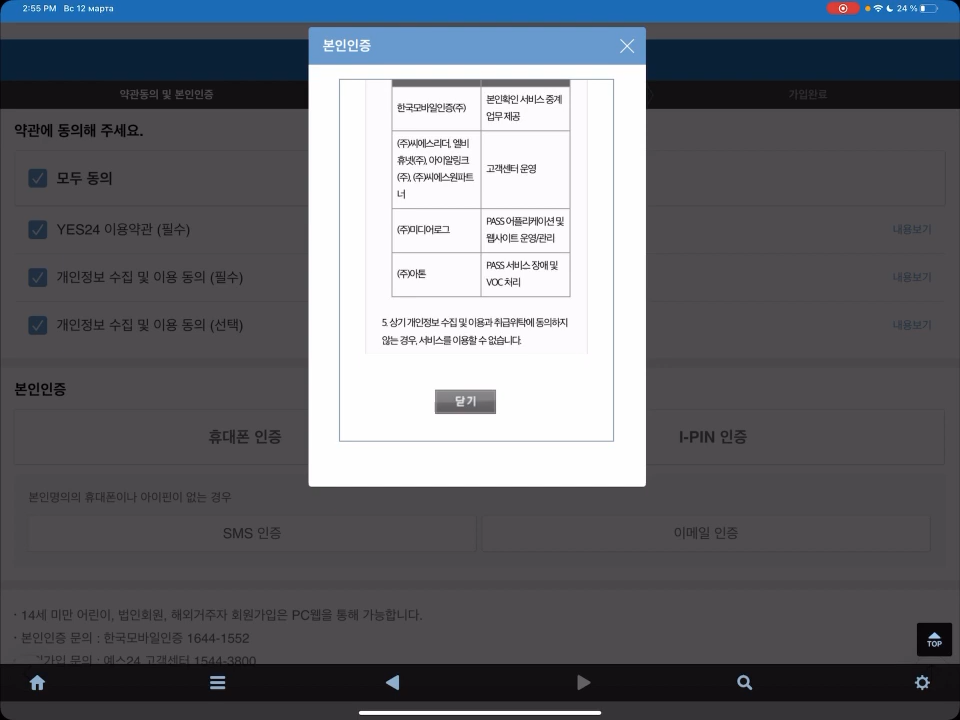 2:55 PM Вс 12 марта
24 %
본인인증
약관동의 및 본인인증
가입완료
약관에 동의해 주세요.
모두 동의
YES24 이용약관 (필수)
내용보기
개인정보 수집 및 이용 동의 (필수)
내용보기
개인정보 수집 및 이용 동의 (선택)
내용보기
한국모바일인증(주)
본인확인 서비스 중계
업무 제공
(주)씨에스리더, 엘비
휴넷(주), 아이알링크
(주), (주)씨에스원파트
너
고객센터 운영
(주)미디어로그
PASS 어플리케이션 및
웹사이트 운영/관리
(주)아톤
PASS 서비스 장애 및
VOC 처리
5. 상기 개인정보 수집 및 이용과 취급위탁에 동의하지
않는 경우, 서비스를 이용할 수 없습니다.
닫기
본인인증
휴대폰 인증
I-PIN 인증
본인명의의 휴대폰이나 아이핀이 없는 경우
SMS 인증
이메일 인증
· 14세 미만 어린이, 법인회원, 해외거주자 회원가입은 PC웹을 통해 가능합니다.
· 본인인증 문의 : 한국모바일인증 1644-1552
가입 문의 : 예스24 고객센터 1544-3800
TOP